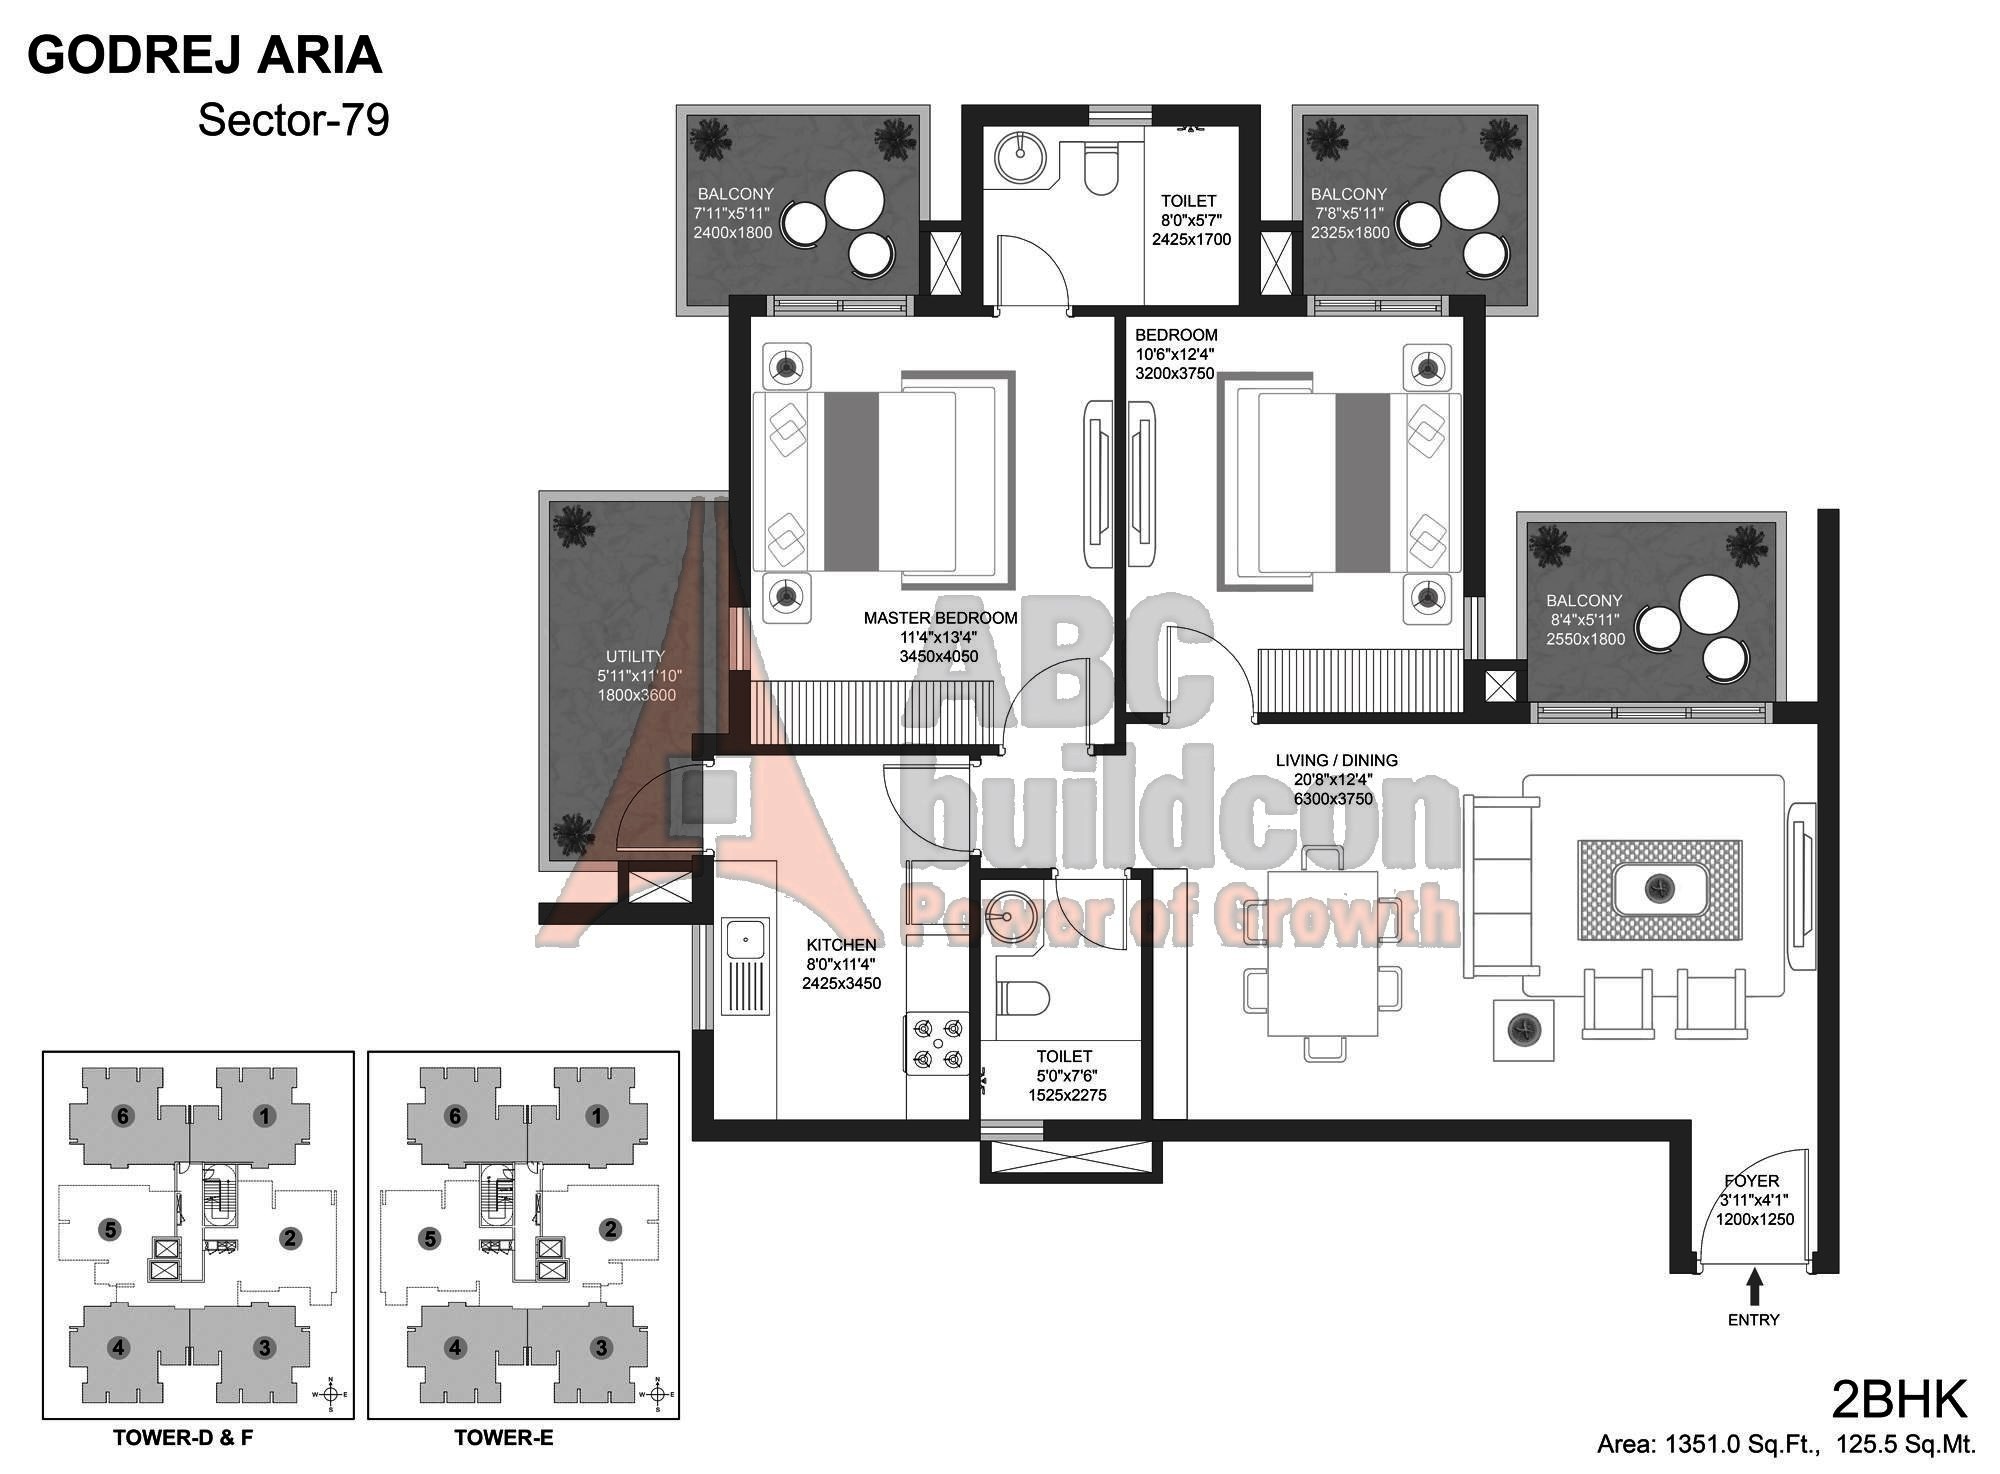 GODREJ ARIA
Sector-79
BALCONY
7'11"x5'11"
2400x1800
TOILET
8'0"x5'7"
2425x1700
BALCONY
7'8"x5'11"
2325x1800
BEDROOM
10'6"x12'4"
3200x3750
MASTER BEDROOM
11'4"x13'4"
3450x4050
BALCONY
8'4"x5'11"
2550x1800
UTILITY
5'11"x11'10"
1800x3600
ABC
buildcon
Power of Growth
LIVING / DINING
20'8"x12'4"
6300x3750
KITCHEN
8'0"x11'4"
2425x3450
TOILET
5'0"x7'6"
1525x2275
FOYER
3'11"x4'1"
1200x1250
ENTRY
6 1
5 2
4 3
N
W E
S
TOWER-D & F
6 1
5 2
4 3
N
W E
S
TOWER-E
2BHK
Area: 1351.0 Sq.Ft., 125.5 Sq.Mt.